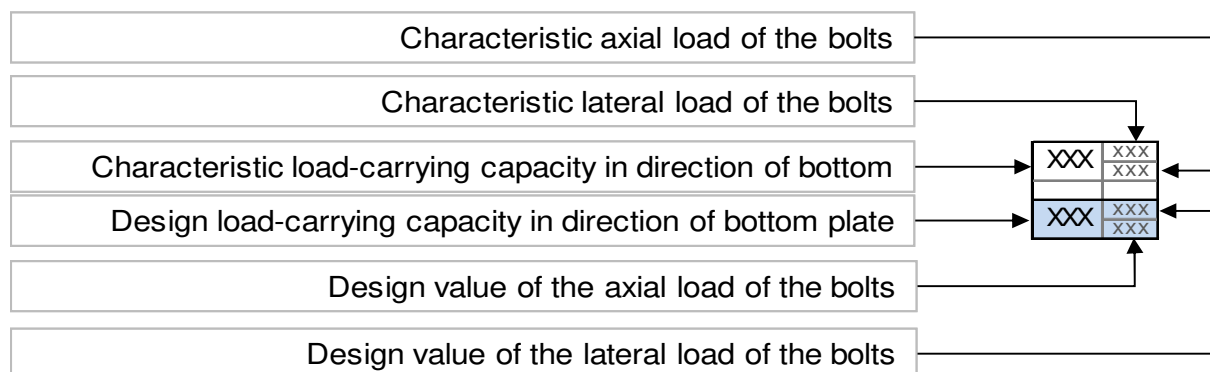 Characteristic axial load of the bolts
Characteristic lateral load of the bolts
Characteristic load-carrying capacity in direction of bottom
Design load-carrying capacity in direction of bottom plate
Design value of the axial load of the bolts
Design value of the lateral load of the bolts
XXX xxx
xxx
XXX xxx
xxx